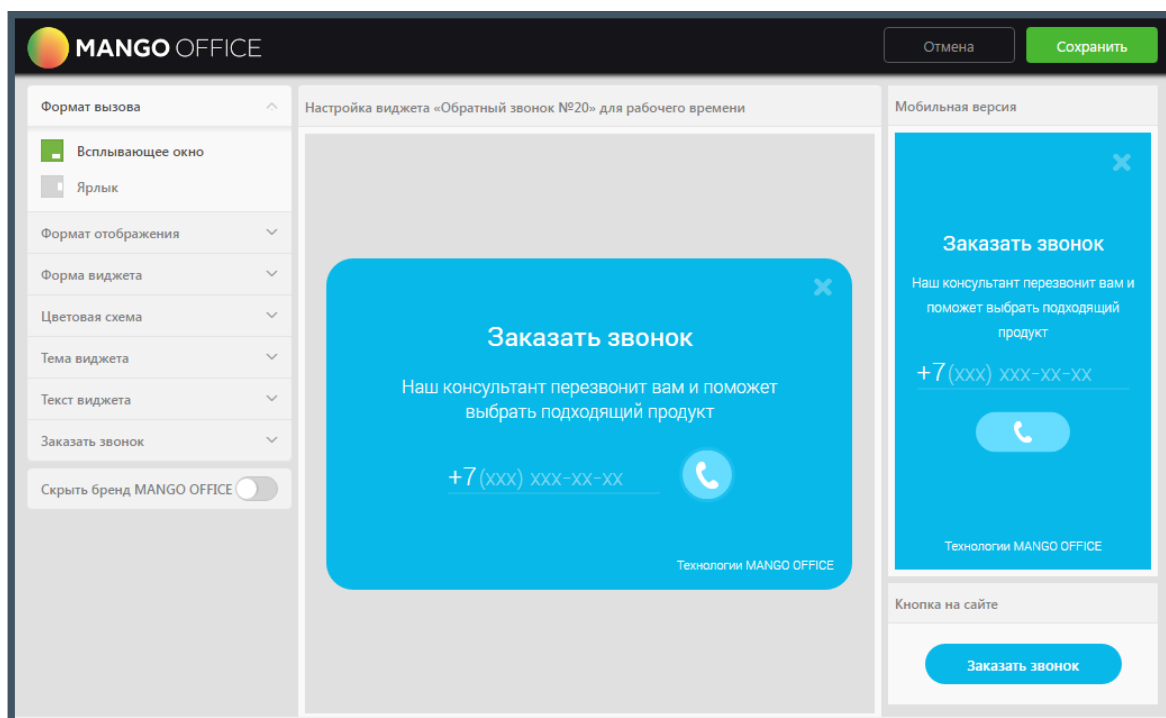 MANGO OFFICE
Отмена
Сохранить
Формат вызова
Всплывающее окно
Ярлык
Формат отображения
Форма виджета
Цветовая схема
Тема виджета
Текст виджета
Заказать звонок
Скрыть бренд MANGO OFFICE
Настройка виджета «Обратный звонок №20» для рабочего времени
Заказать звонок
Наш консультант перезвонит вам и поможет
выбрать подходящий продукт
+7(xxx) xxx-xx-xx
Технологии MANGO OFFICE
Мобильная версия
Заказать звонок
Наш консультант перезвонит вам и
поможет выбрать подходящий
продукт
+7(xxx) xxx-xx-xx
Технологии MANGO OFFICE
Кнопка на сайте
Заказать звонок